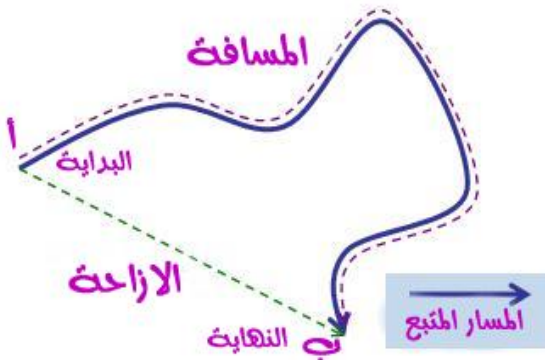 المسافة
أ
البداية
الازاحة
المسار المتبع
النهاية
ب